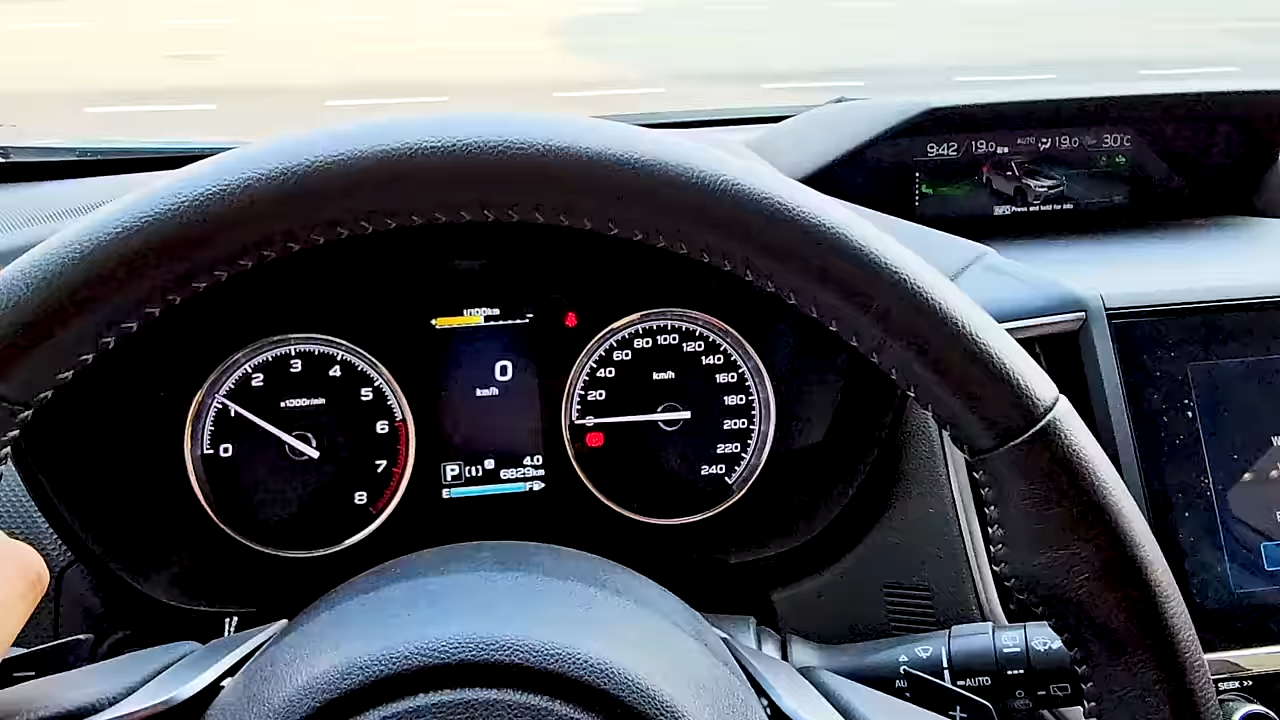 9:42 19.0 AUTO 19.0 30°C
INFO Press and hold for info
l/100km
0
km/h
P
4.0
6829km
E F
0 1 2 3 4 5 6 7 8
x1000r/min
0 20 40 60 80 100 120 140 160 180 200 220 240
km/h
AUTO
SEEK >>